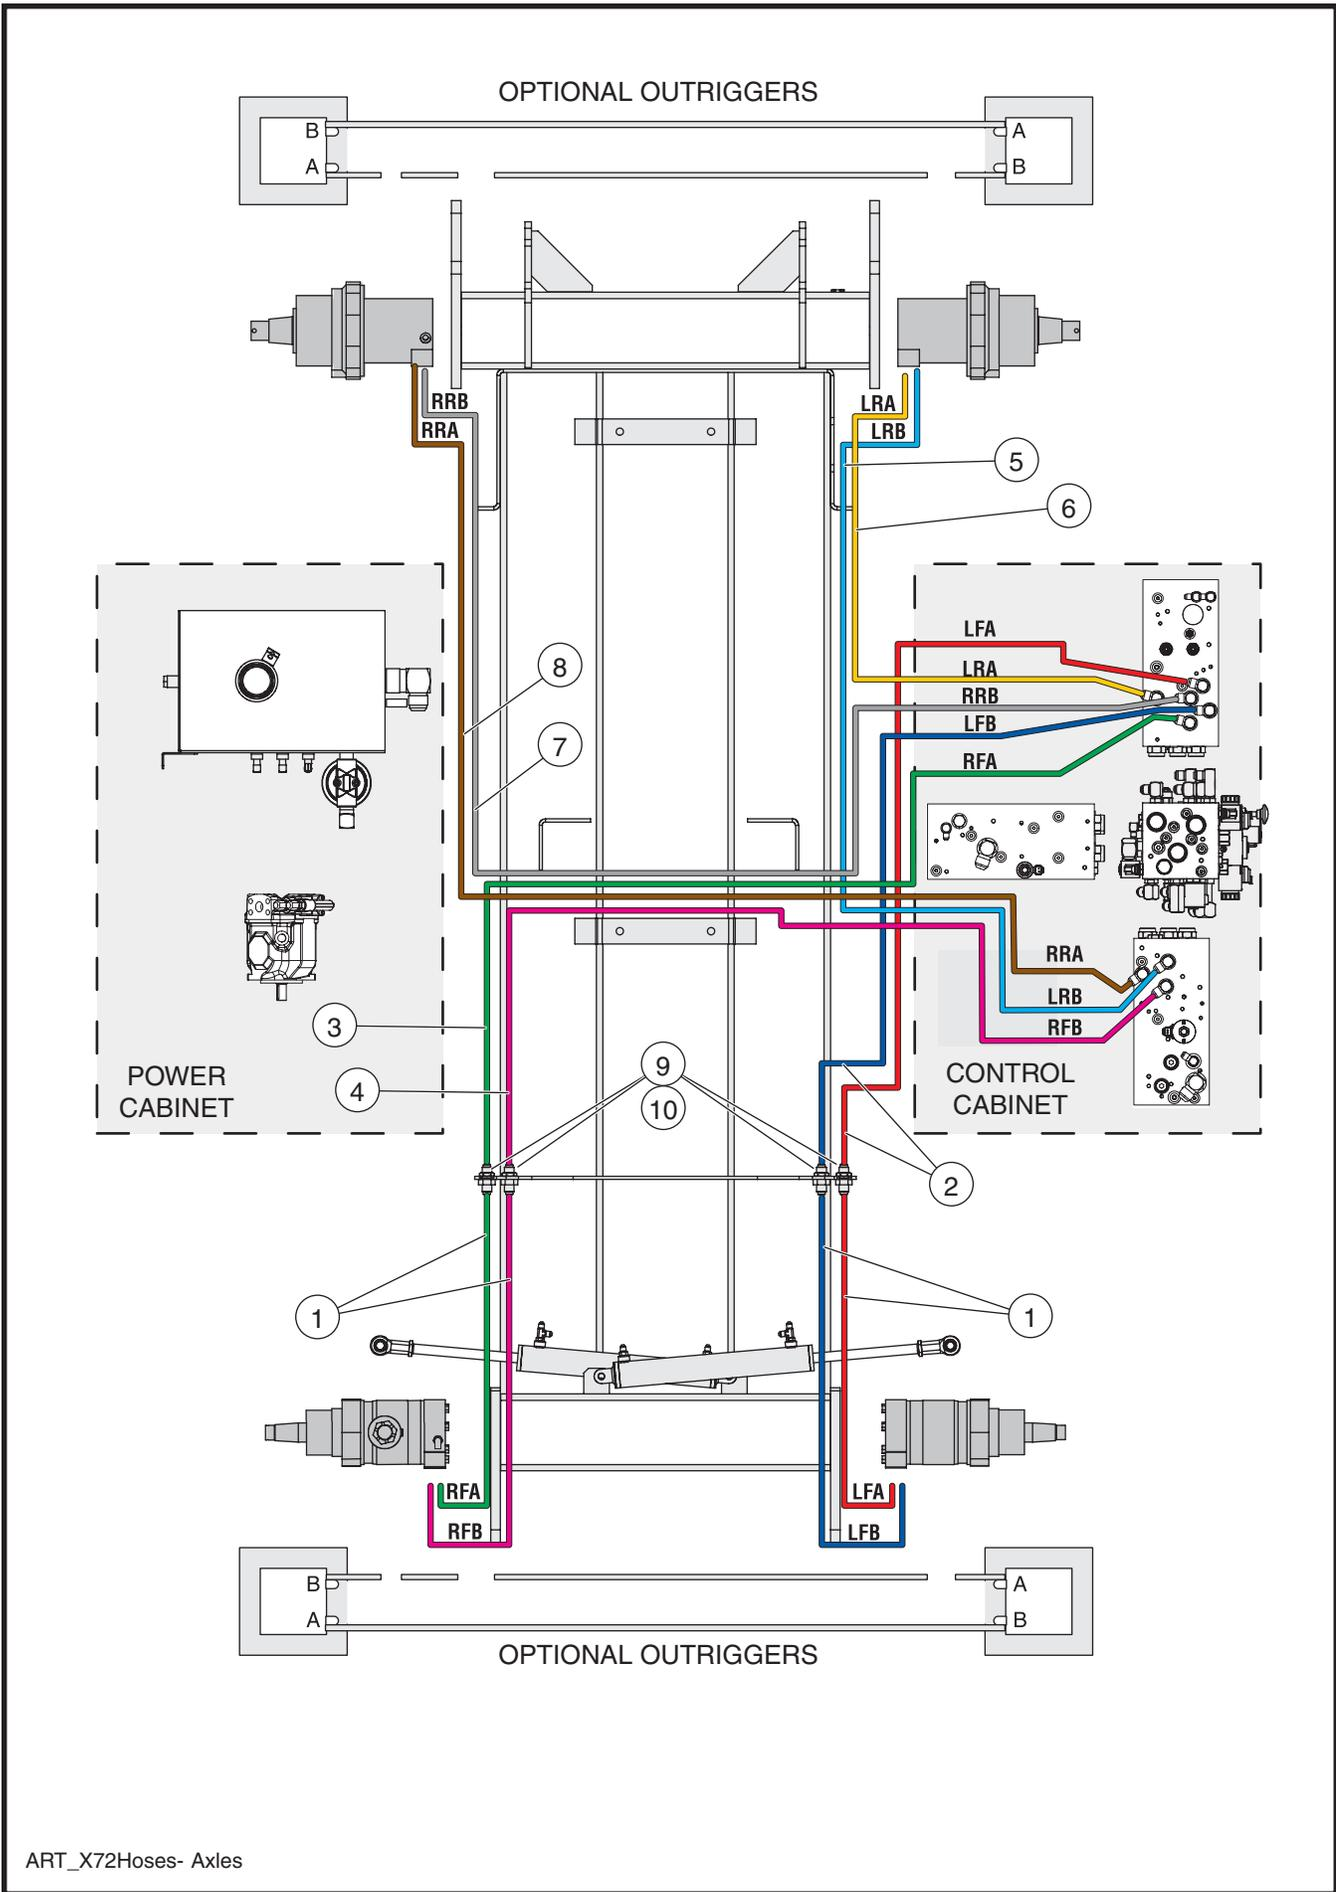 OPTIONAL OUTRIGGERS
B
A
A
B
RRB
RRA
LRA
LRB
5
6
LFA
LRA
RRB
LFB
RFA
8
7
RRA
LRB
RFB
3
4
9
10
POWER
CABINET
CONTROL
CABINET
2
1
1
RFA
RFB
LFA
LFB
B
A
A
B
OPTIONAL OUTRIGGERS
ART_X72Hoses- Axles